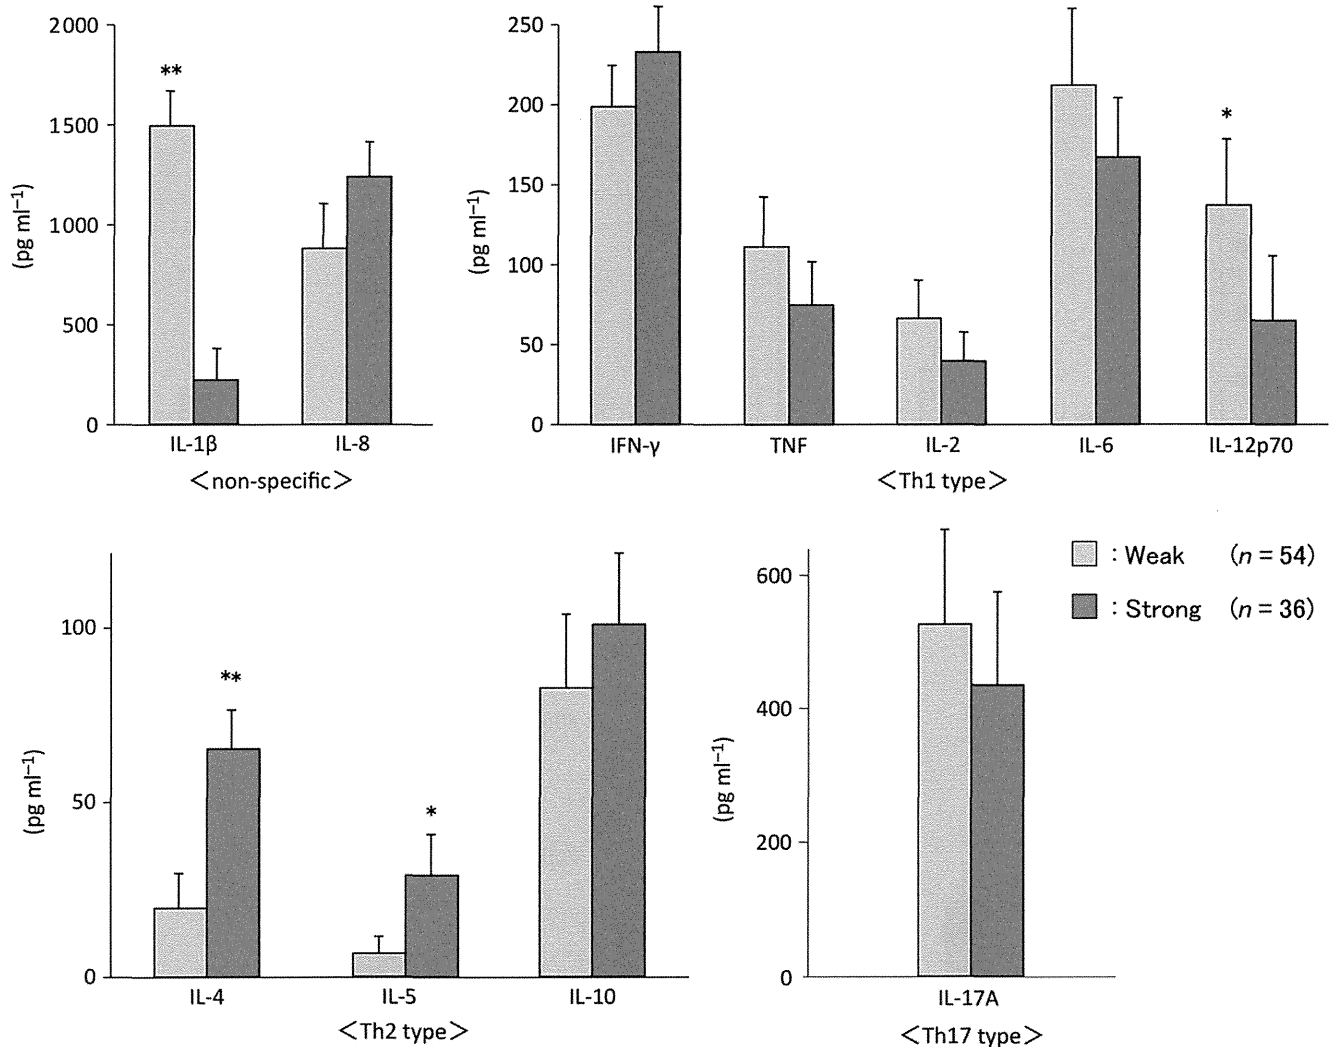 2000
1500
1000
500
0
(pg ml⁻¹)
**
IL-1β IL-8
<non-specific>
250
200
150
100
50
0
(pg ml⁻¹)
*
IFN-γ TNF IL-2 IL-6 IL-12p70
<Th1 type>
100
50
0
(pg ml⁻¹)
**
*
IL-4 IL-5 IL-10
<Th2 type>
600
400
200
0
(pg ml⁻¹)
IL-17A
<Th17 type>
: Weak (n = 54)
: Strong (n = 36)